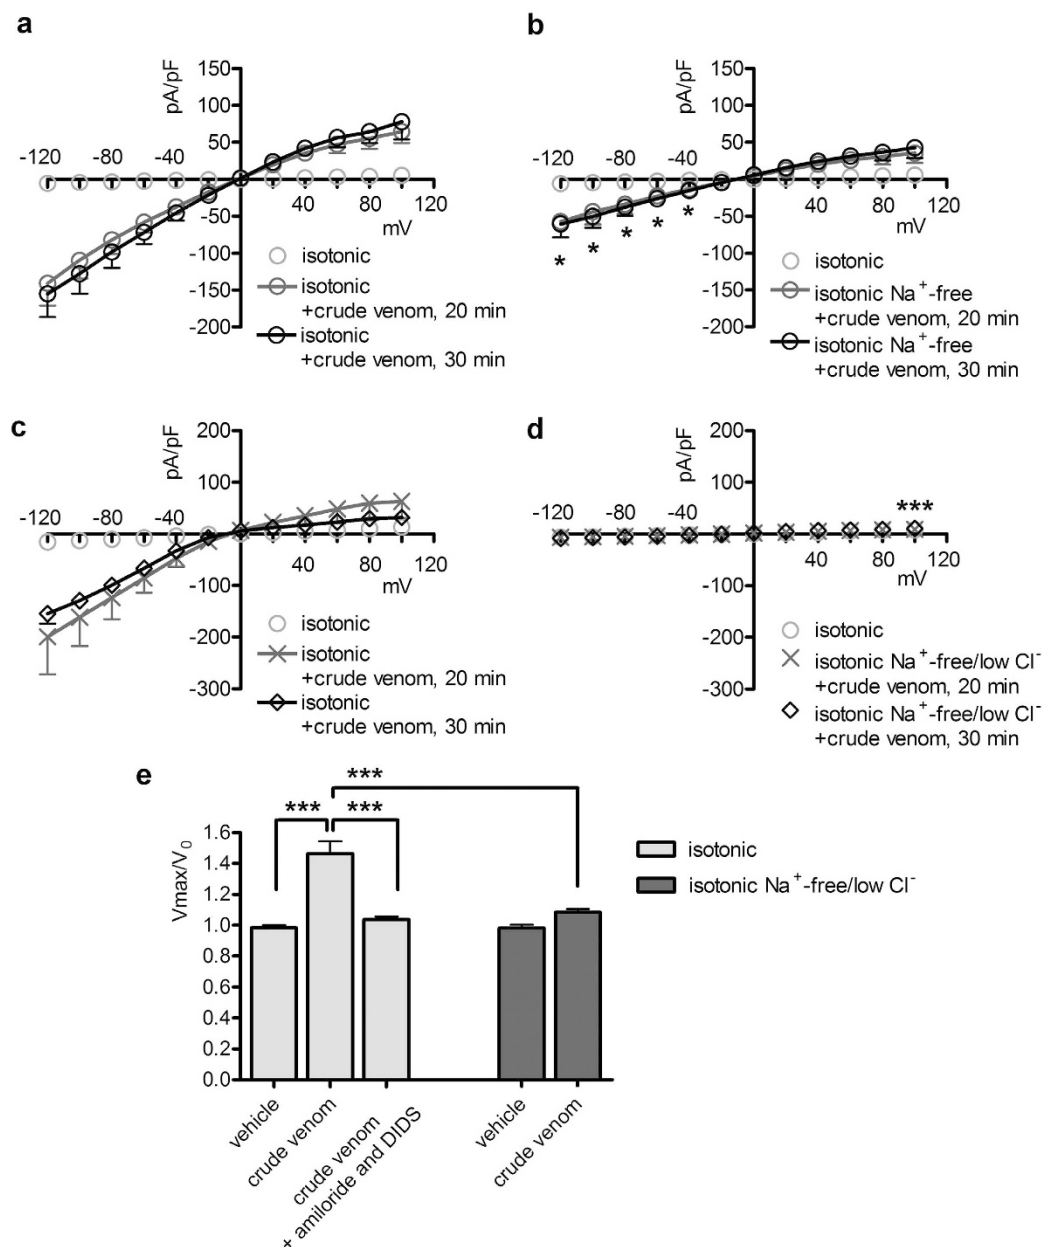 a
pA/pF
150
100
50
-50
-100
-150
-200
-120
-80
-40
40
80
120
mV
isotonic
isotonic
+crude venom, 20 min
isotonic
+crude venom, 30 min
b
pA/pF
150
100
50
-50
-100
-150
-200
-120
-80
-40
40
80
120
mV
* * * * *
isotonic
isotonic Na+-free
+crude venom, 20 min
isotonic Na+-free
+crude venom, 30 min
c
pA/pF
200
100
-100
-200
-300
-120
-80
-40
40
80
120
mV
isotonic
isotonic
+crude venom, 20 min
isotonic
+crude venom, 30 min
d
pA/pF
200
100
-100
-200
-300
-120
-80
-40
40
80
120
mV
***
isotonic
isotonic Na+-free/low Cl-
+crude venom, 20 min
isotonic Na+-free/low Cl-
+crude venom, 30 min
e
***
*** ***
Vmax/V0
1.6
1.4
1.2
1.0
0.8
0.6
0.4
0.2
0.0
vehicle
crude venom
crude venom
+ amiloride and DIDS
vehicle
crude venom
isotonic
isotonic Na+-free/low Cl-